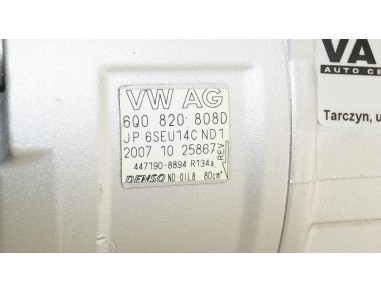 VW AG
6Q0 820 808D
JP 6SEU14C ND1
2007 10 25867
447190-8894 R134a
REV
DENSO ND-OIL8 80cm³
VA
AUTO CE
Tarczyn, u